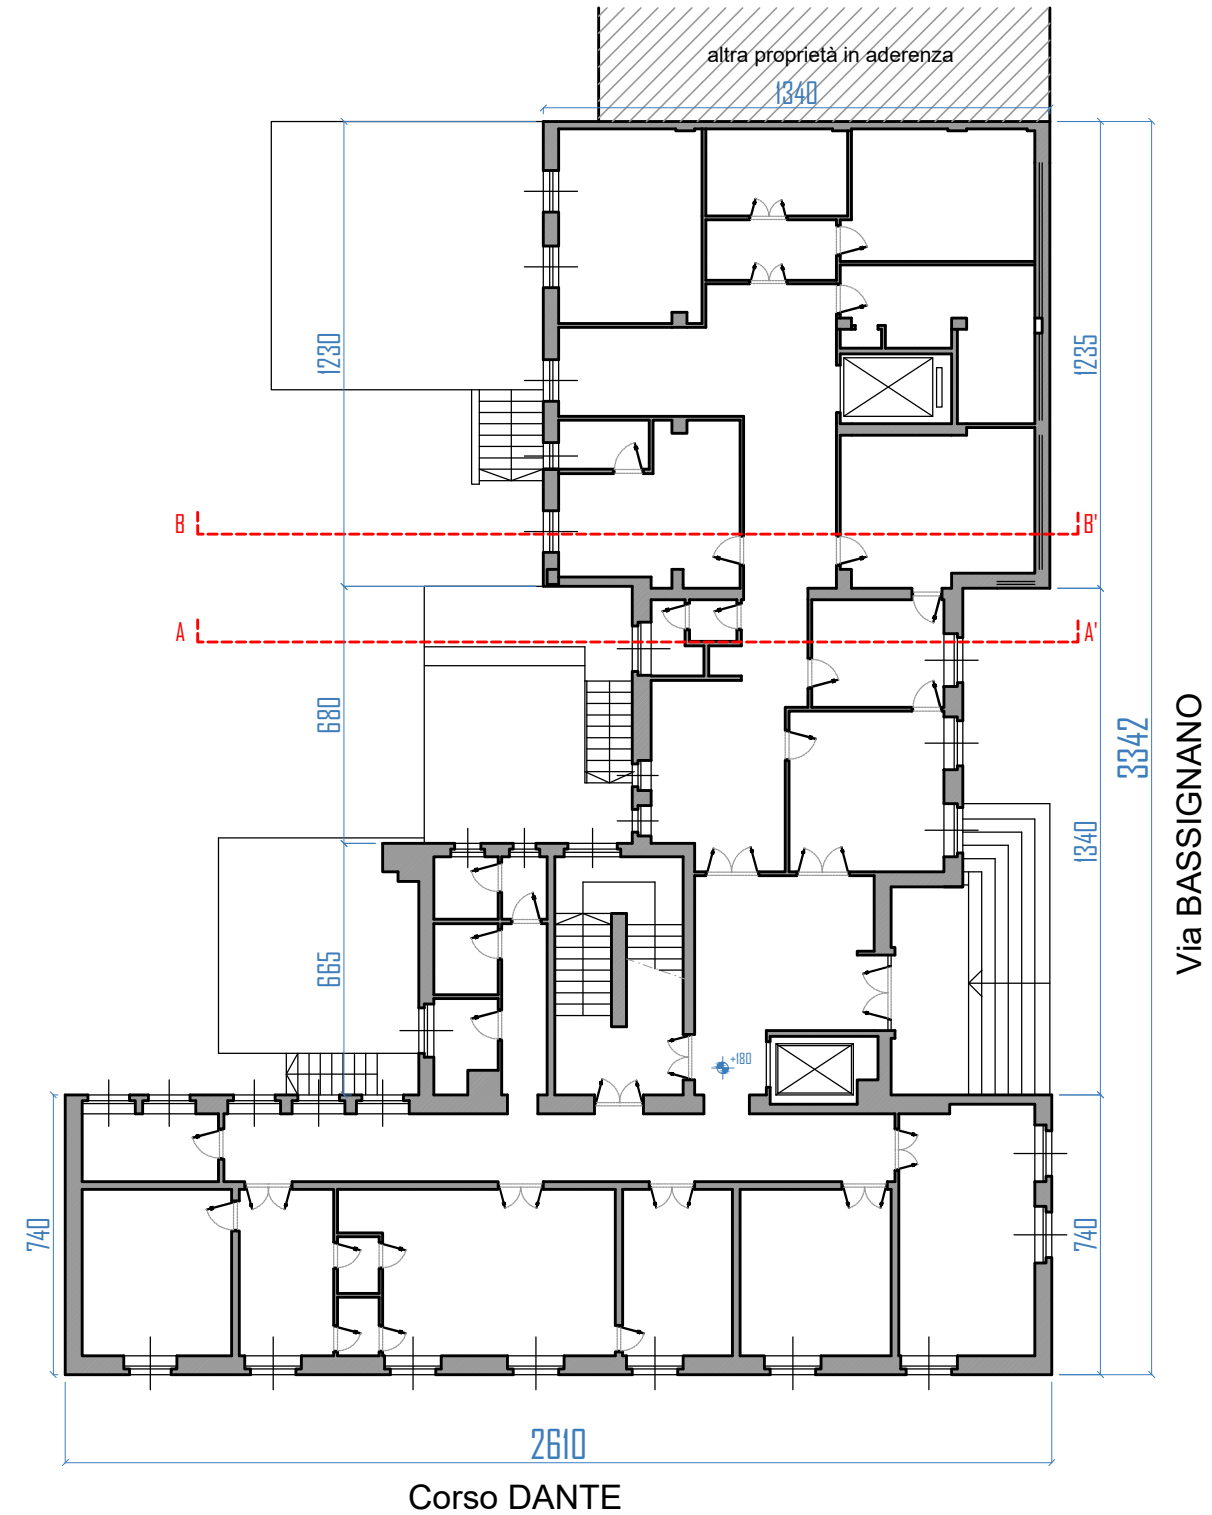 altra proprietà in aderenza
1340
1230
1235
B
B'
A
A'
680
3342
1340
Via BASSIGNANO
665
+180
740
740
2610
Corso DANTE